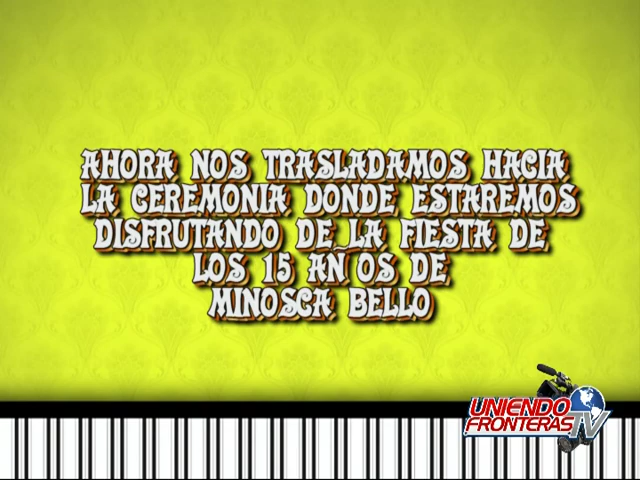 AHORA NOS TRASLADAMOS HACIA
LA CEREMONIA DONDE ESTAREMOS
DISFRUTANDO DE LA FIESTA DE
LOS 15 AÑOS DE
MINOSCA BELLO
UNIENDO
FRONTERAS TV